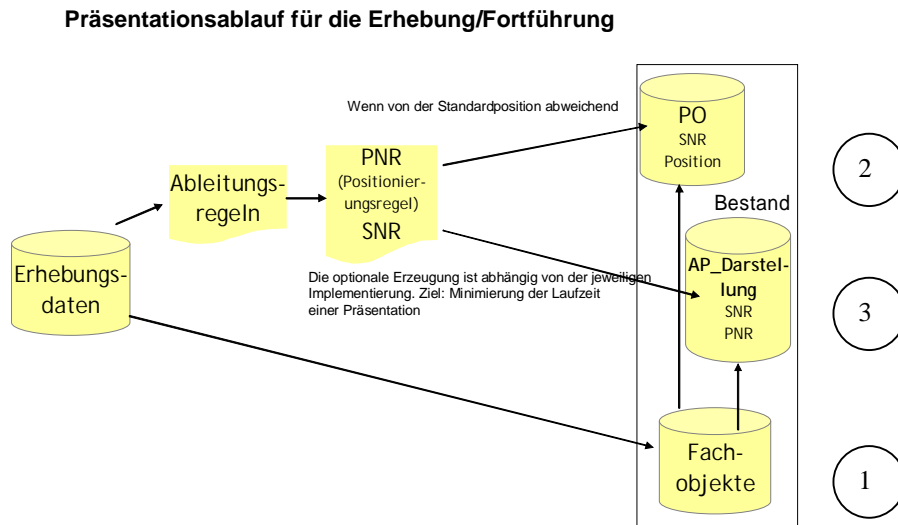 Präsentationsablauf für die Erhebung/Fortführung
Wenn von der Standardposition abweichend
PO
SNR
Position
2
PNR
(Positionier-
ungsregel)
SNR
Ableitungs-
regeln
Bestand
Erhebungs-
daten
Die optionale Erzeugung ist abhängig von der jeweiligen
Implementierung. Ziel: Minimierung der Laufzeit
einer Präsentation
AP_Darstel-
lung
SNR
PNR
3
Fach-
objekte
1